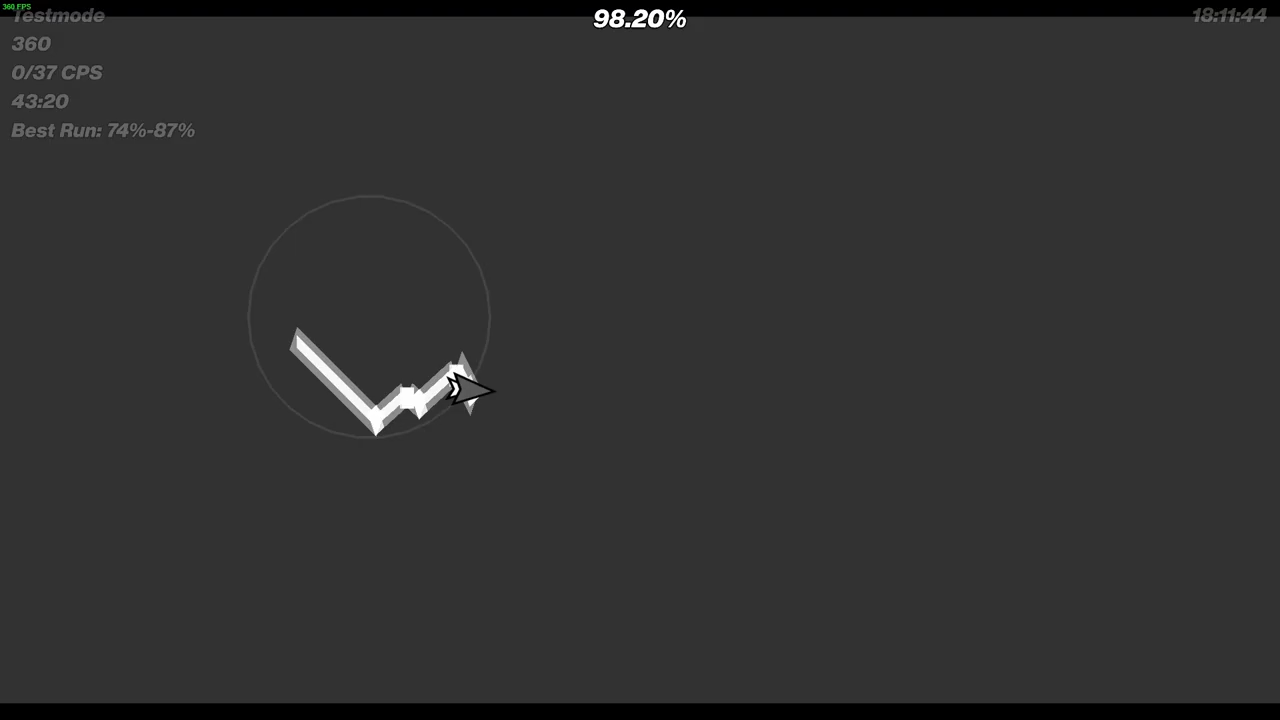 360 FPS
Testmode
98.20%
18:11:44
360
0/37 CPS
43:20
Best Run: 74%-87%